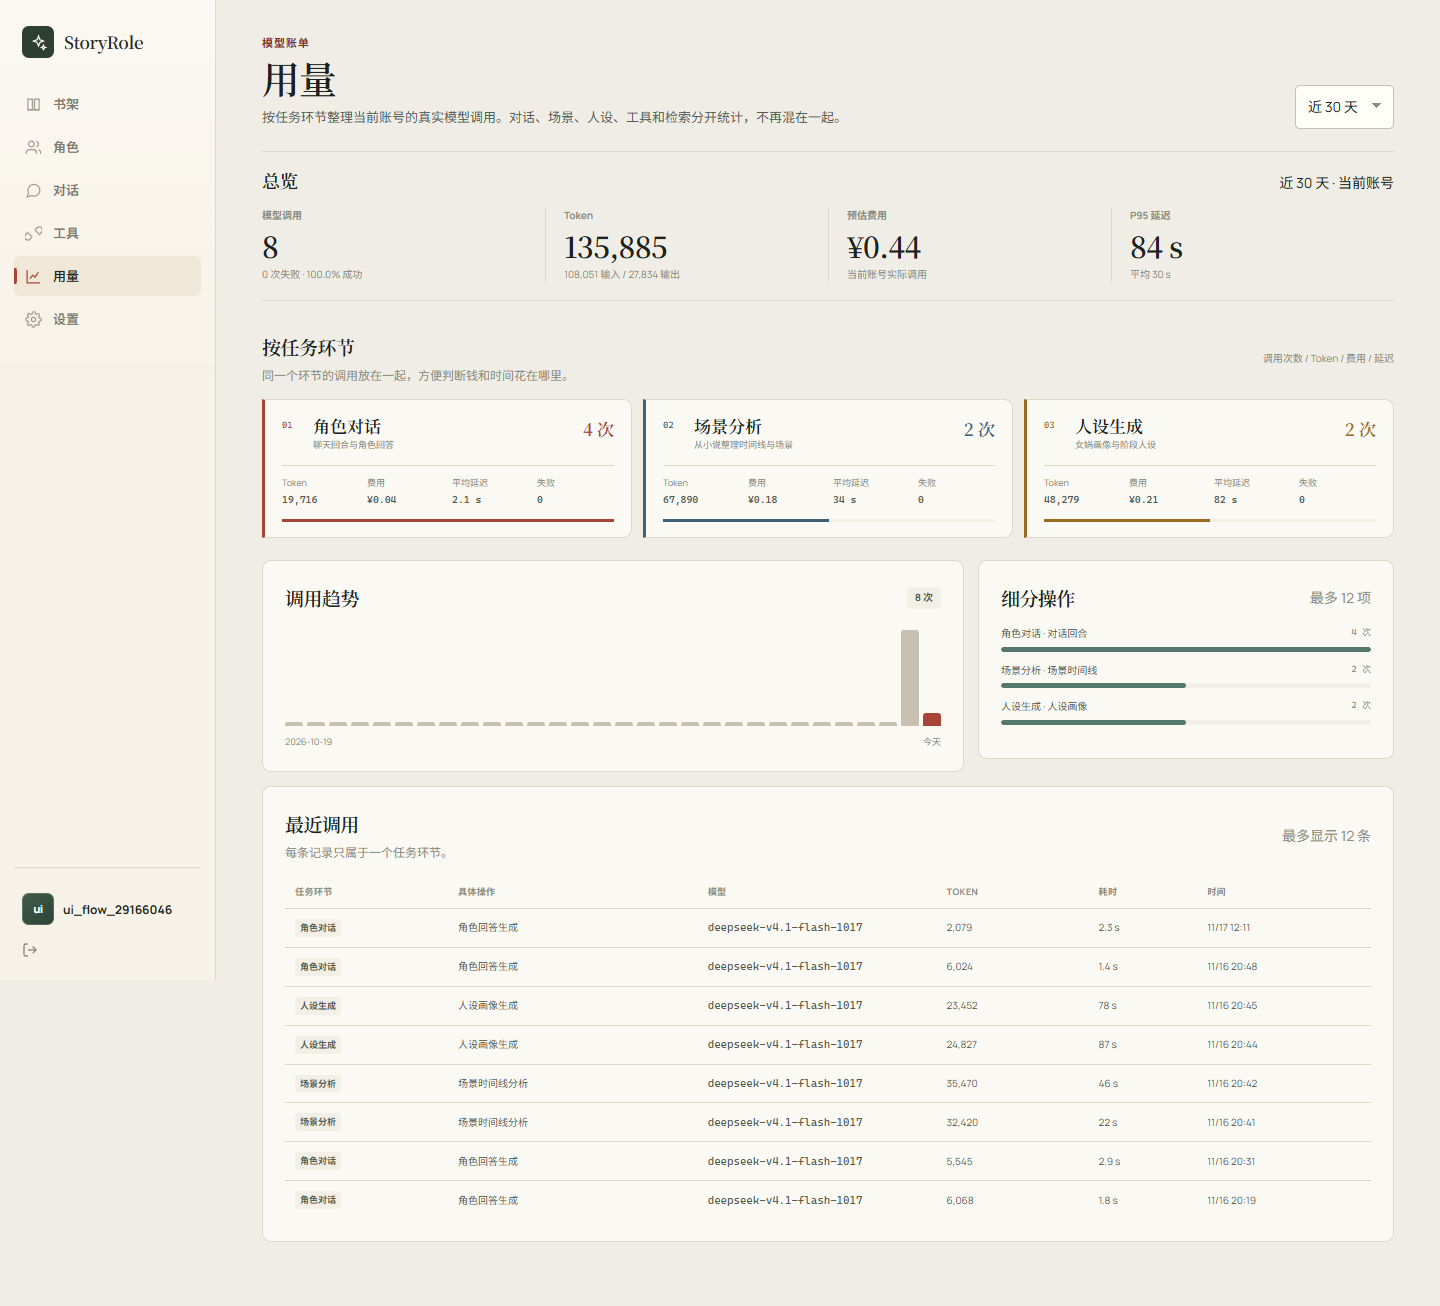 StoryRole
书架
角色
对话
工具
用量
设置
ui
ui_flow_29166046
模型账单
用量
按任务环节整理当前账号的真实模型调用。对话、场景、人设、工具和检索分开统计，不再混在一起。
近 30 天
总览
近 30 天 · 当前账号
模型调用
8
0 次失败 · 100.0% 成功
Token
135,885
108,051 输入 / 27,834 输出
预估费用
¥0.44
当前账号实际调用
P95 延迟
84 s
平均 30 s
按任务环节
同一个环节的调用放在一起，方便判断钱和时间花在哪里。
调用次数 / Token / 费用 / 延迟
01 角色对话 4 次
聊天回合与角色回答
Token 费用 平均延迟 失败
19,716 ¥0.04 2.1 s 0
02 场景分析 2 次
从小说整理时间线与场景
Token 费用 平均延迟 失败
67,890 ¥0.18 34 s 0
03 人设生成 2 次
女娲画像与阶段人设
Token 费用 平均延迟 失败
48,279 ¥0.21 82 s 0
调用趋势
8 次
2026-10-19 今天
细分操作
最多 12 项
角色对话 · 对话回合 4 次
场景分析 · 场景时间线 2 次
人设生成 · 人设画像 2 次
最近调用
每条记录只属于一个任务环节。
最多显示 12 条
任务环节 具体操作 模型 TOKEN 耗时 时间
角色对话 角色回答生成 deepseek-v4.1-flash-1017 2,079 2.3 s 11/17 12:11
角色对话 角色回答生成 deepseek-v4.1-flash-1017 6,024 1.4 s 11/16 20:48
人设生成 人设画像生成 deepseek-v4.1-flash-1017 23,452 78 s 11/16 20:45
人设生成 人设画像生成 deepseek-v4.1-flash-1017 24,827 87 s 11/16 20:44
场景分析 场景时间线分析 deepseek-v4.1-flash-1017 35,470 46 s 11/16 20:42
场景分析 场景时间线分析 deepseek-v4.1-flash-1017 32,420 22 s 11/16 20:41
角色对话 角色回答生成 deepseek-v4.1-flash-1017 5,545 2.9 s 11/16 20:31
角色对话 角色回答生成 deepseek-v4.1-flash-1017 6,068 1.8 s 11/16 20:19